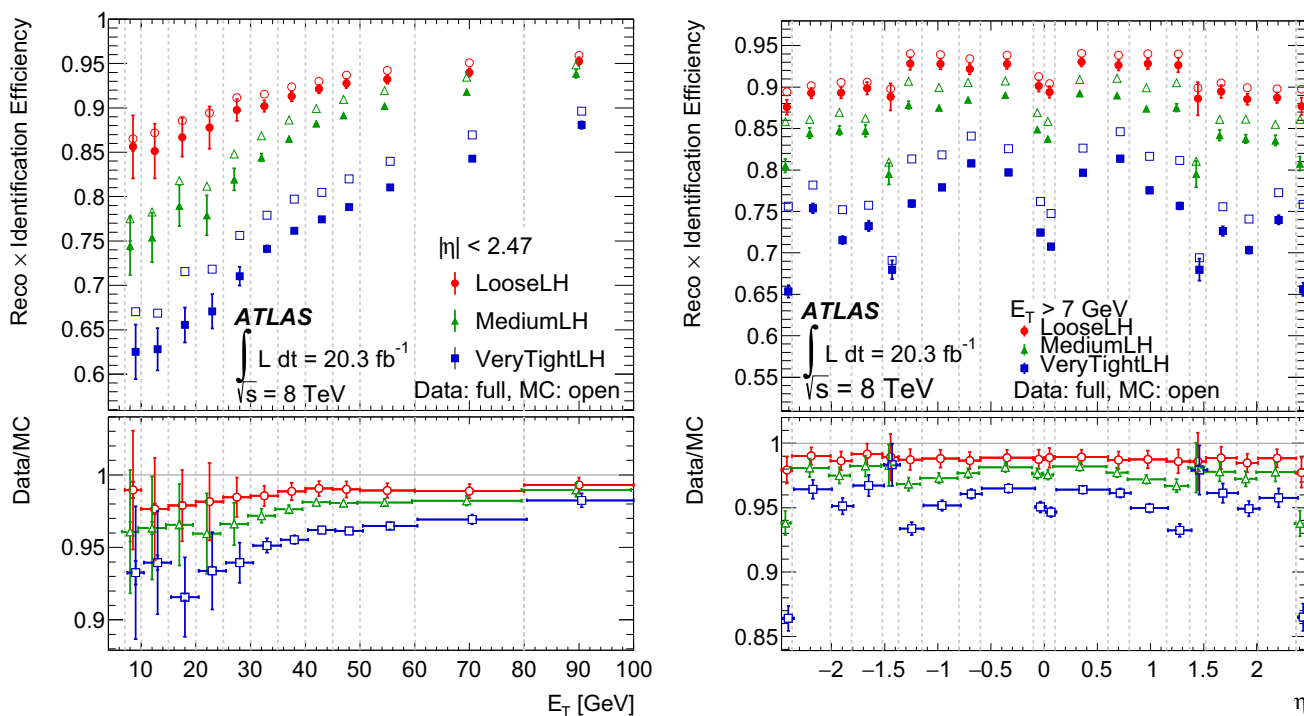 Reco × Identification Efficiency
1
0.95
0.9
0.85
0.8
0.75
0.7
0.65
0.6
|η| < 2.47
LooseLH
MediumLH
VeryTightLH
ATLAS
∫ L dt = 20.3 fb⁻¹
√s = 8 TeV
Data: full, MC: open
Data/MC
1
0.95
0.9
10 20 30 40 50 60 70 80 90 100
E_T [GeV]
Reco × Identification Efficiency
0.95
0.9
0.85
0.8
0.75
0.7
0.65
0.6
0.55
E_T > 7 GeV
LooseLH
MediumLH
VeryTightLH
ATLAS
∫ L dt = 20.3 fb⁻¹
√s = 8 TeV
Data: full, MC: open
Data/MC
1
0.95
0.9
0.85
−2 −1.5 −1 −0.5 0 0.5 1 1.5 2
η